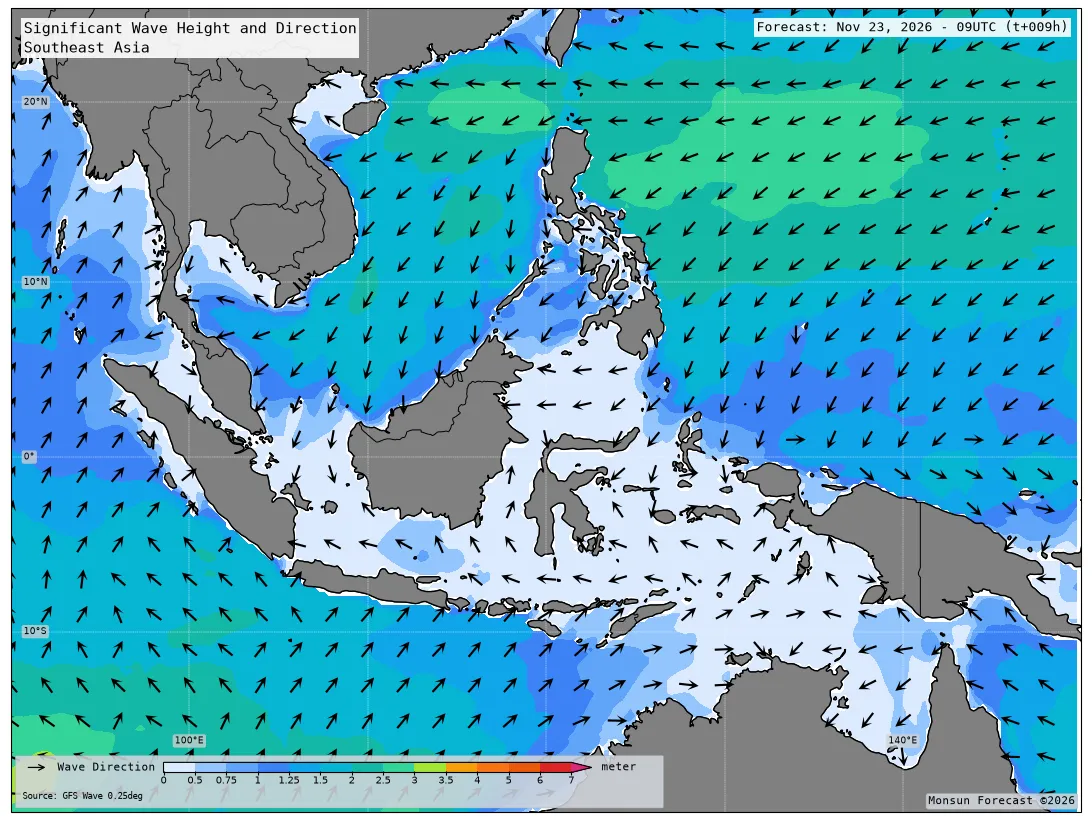 Significant Wave Height and Direction
Southeast Asia
Forecast: Nov 23, 2026 - 09UTC (t+009h)
20°N
10°N
0°
10°S
100°E
140°E
Wave Direction
meter
0 0.5 0.75 1 1.25 1.5 2 2.5 3 3.5 4 5 6 7
Source: GFS Wave 0.25deg
Monsun Forecast ©2026